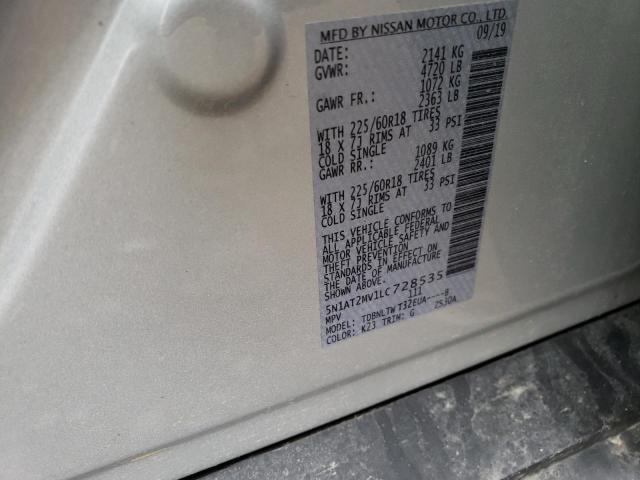 MFD BY NISSAN MOTOR CO., LTD.
09/19
DATE:
GVWR: 2141 KG
4720 LB
GAWR FR.: 1072 KG
2363 LB
WITH 225/60R18 TIRES
18 X 7J RIMS AT 33 PSI
COLD SINGLE
GAWR RR.: 1089 KG
2401 LB
WITH 225/60R18 TIRES
18 X 7J RIMS AT 33 PSI
COLD SINGLE
THIS VEHICLE CONFORMS TO
ALL APPLICABLE FEDERAL
MOTOR VEHICLE SAFETY AND
THEFT PREVENTION
STANDARDS IN EFFECT ON
THE DATE OF MANUFACTURE
SHOWN ABOVE.
5N1AT2MV1LC728535
MPV 111
MODEL: TDBNLTW T32EUA----B
COLOR: K23 TRIM: G 2530A